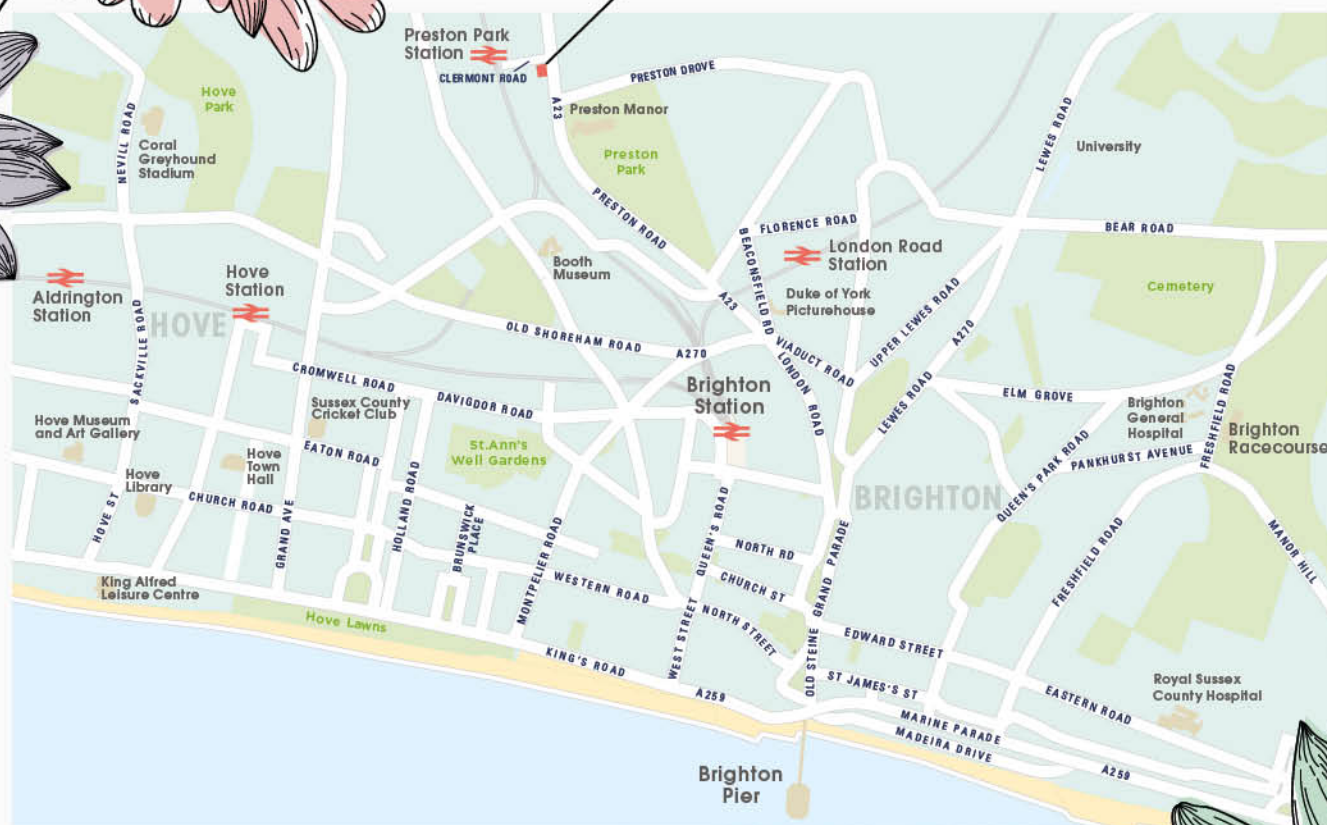 Preston Park
Station
CLERMONT ROAD
PRESTON DROVE
A23
Preston Manor
Hove
Park
NEVILL ROAD
Coral
Greyhound
Stadium
Preston
Park
LEWES ROAD
University
PRESTON ROAD
FLORENCE ROAD
BEAR ROAD
BEACONSFIELD RD
London Road
Station
Booth
Museum
Hove
Station
Aldrington
Station
Cemetery
Duke of York
Picturehouse
A23
HOVE
SACKVILLE ROAD
OLD SHOREHAM ROAD
A270
VIADUCT ROAD
UPPER LEWES ROAD
A270
LONDON ROAD
CROMWELL ROAD
Brighton
Station
LEWES ROAD
ELM GROVE
Sussex County
Cricket Club
DAVIGDOR ROAD
Brighton
General
Hospital
FRESHFIELD ROAD
Brighton
Racecourse
Hove Museum
and Art Gallery
EATON ROAD
St.Ann's
Well Gardens
QUEEN'S PARK ROAD
PANKHURST AVENUE
Hove
Town
Hall
Hove
Library
CHURCH ROAD
HOVE ST
GRAND AVE
HOLLAND ROAD
BRUNSWICK
PLACE
MONTPELIER ROAD
QUEEN'S ROAD
BRIGHTON
NORTH RD
GRAND PARADE
FRESHFIELD ROAD
MANOR HILL
King Alfred
Leisure Centre
WESTERN ROAD
CHURCH ST
Hove Lawns
NORTH STREET
WEST STREET
EDWARD STREET
OLD STEINE
KING'S ROAD
A259
ST JAMES'S ST
EASTERN ROAD
Royal Sussex
County Hospital
MARINE PARADE
MADEIRA DRIVE
A259
Brighton
Pier